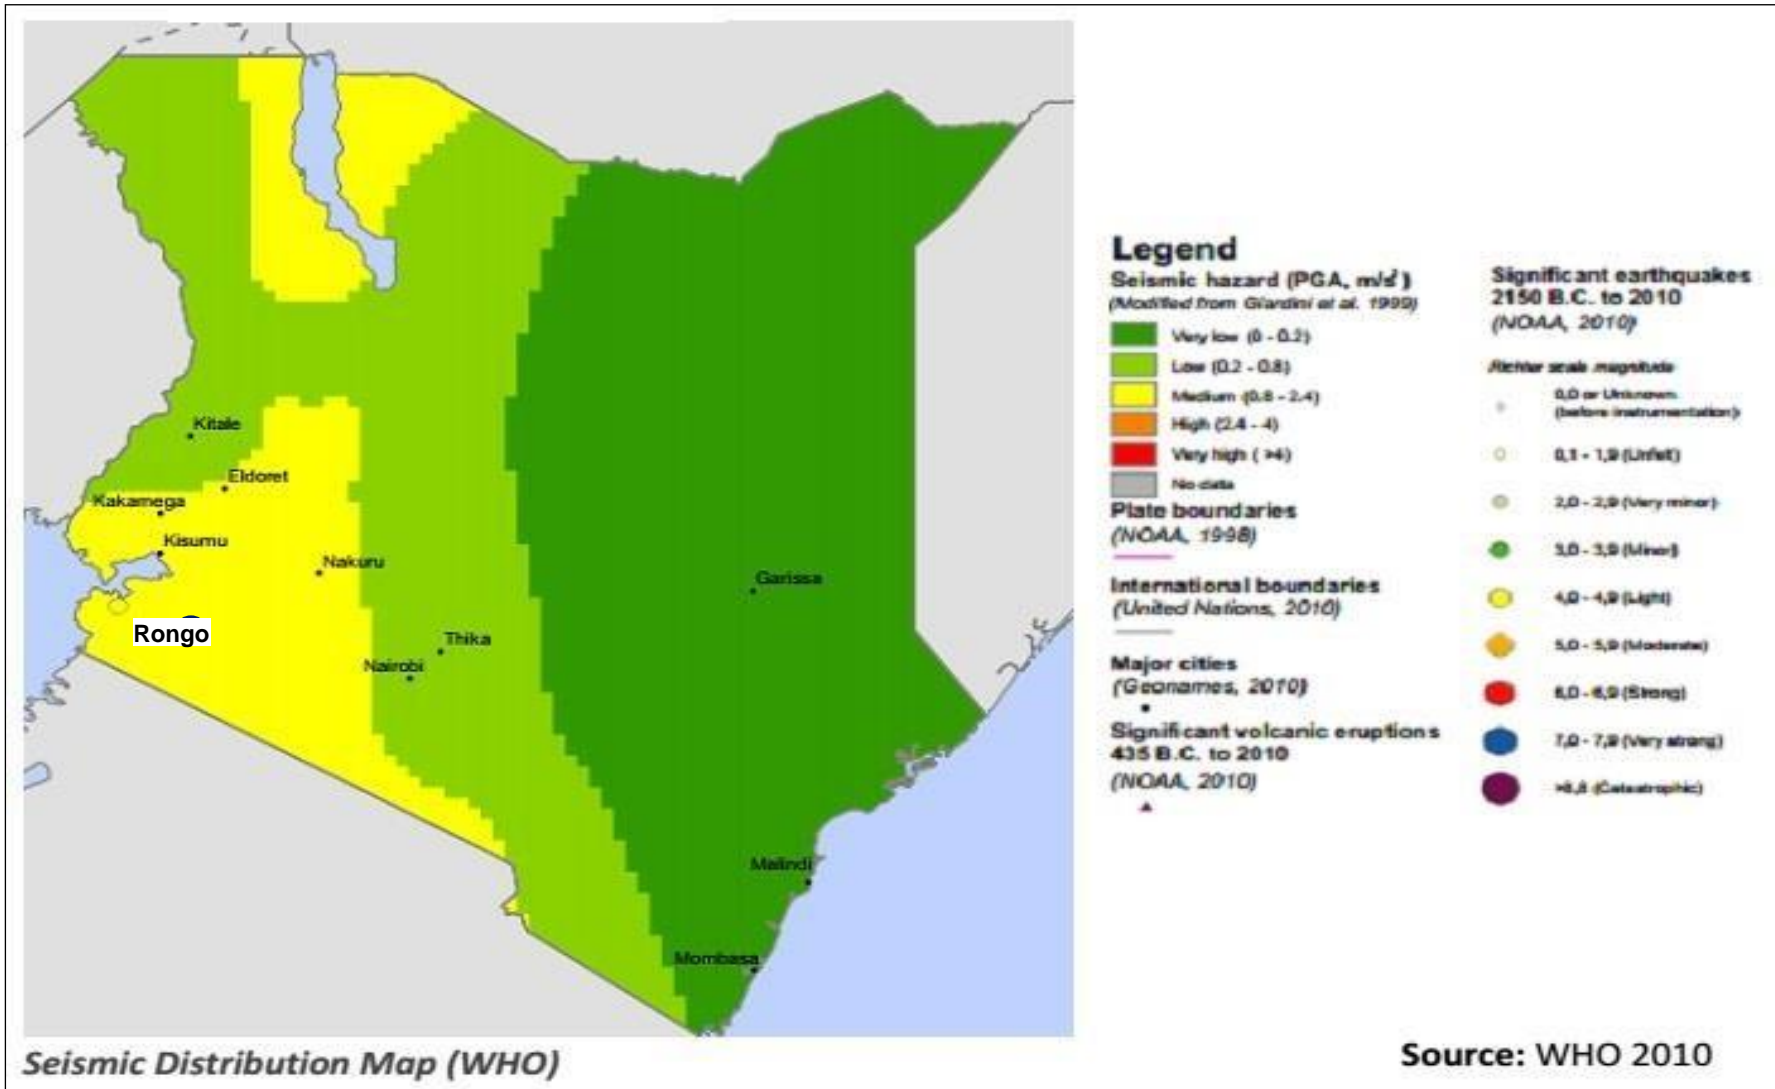 Kitale
Eldoret
Kakamega
Kisumu
Nakuru
Garissa
Rongo
Thika
Nairobi
Malindi
Mombasa
Legend
Seismic hazard (PGA, m/s²)
(Modified from Giardini et al. 1999)
Very low (0 - 0.2)
Low (0.2 - 0.8)
Medium (0.8 - 2.4)
High (2.4 - 4)
Very high ( >4)
No data
Plate boundaries
(NOAA, 1998)
International boundaries
(United Nations, 2010)
Major cities
(Geonames, 2010)
Significant volcanic eruptions
435 B.C. to 2010
(NOAA, 2010)
Significant earthquakes
2150 B.C. to 2010
(NOAA, 2010)
Richter scale magnitude
0,0 or Unknown
(before instrumentation)
0,1 - 1,9 (Unfelt)
2,0 - 2,9 (Very minor)
3,0 - 3,9 (Minor)
4,0 - 4,9 (Light)
5,0 - 5,9 (Moderate)
6,0 - 6,9 (Strong)
7,0 - 7,9 (Very strong)
(Catastrophic)
Seismic Distribution Map (WHO)
Source: WHO 2010